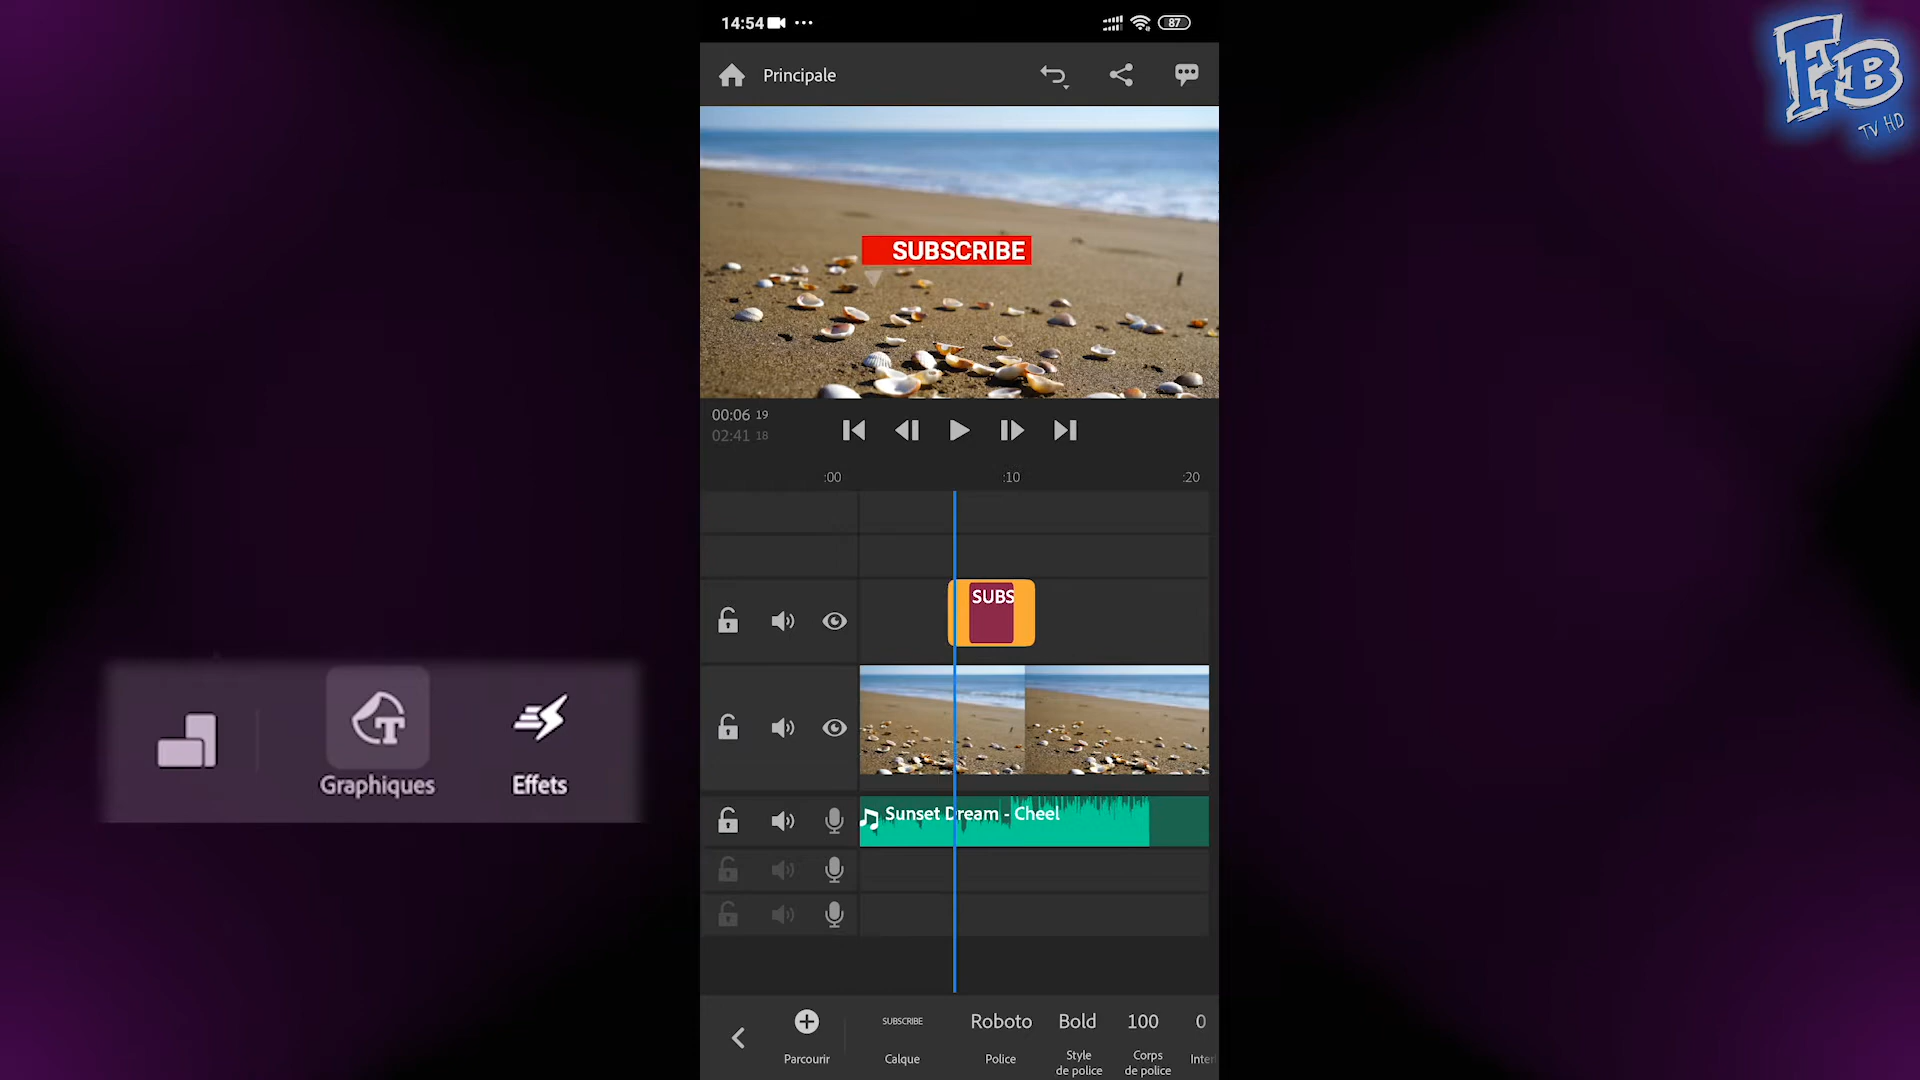 14:54
87
Principale
FB
TV HD
SUBSCRIBE
00:06 19
02:41 18
:00
:10
:20
SUBS
Sunset Dream - Cheel
Graphiques
Effets
SUBSCRIBE
Roboto
Bold
100
0
Parcourir
Calque
Police
Style
de police
Corps
de police
Inter